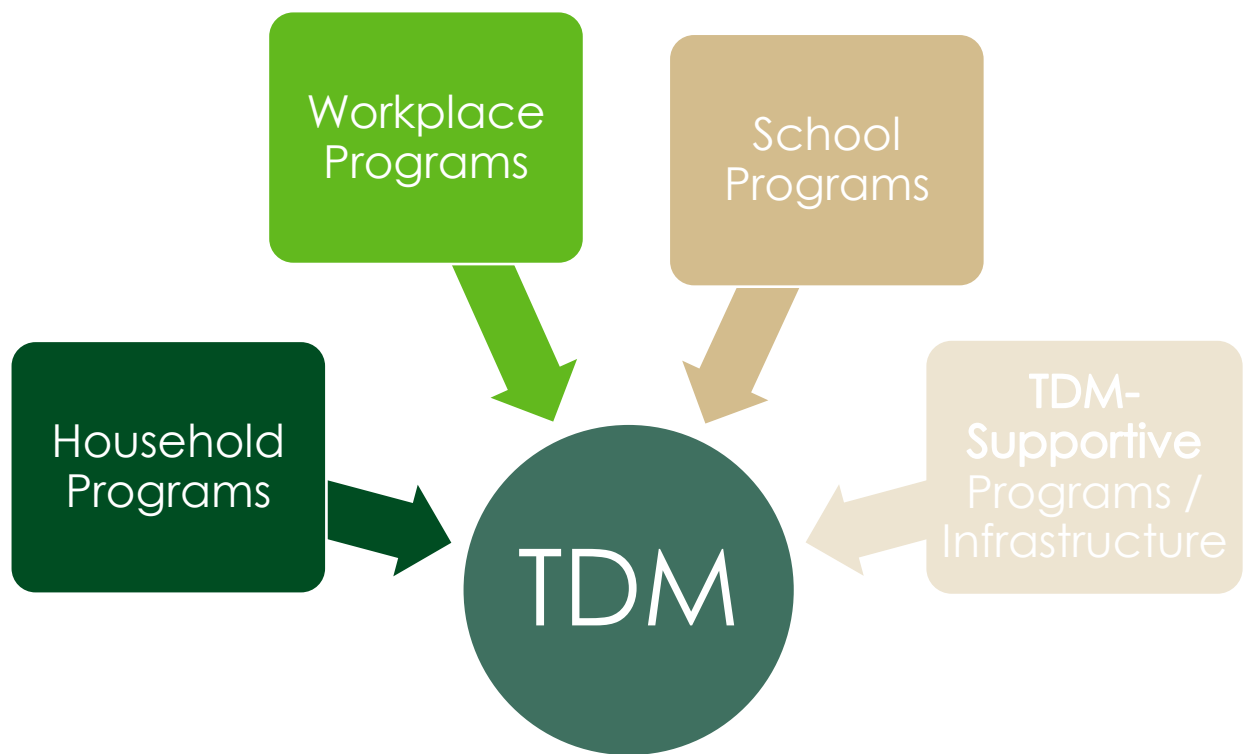 Workplace
Programs
School
Programs
Household
Programs
TDM-
Supportive
Programs /
Infrastructure
TDM